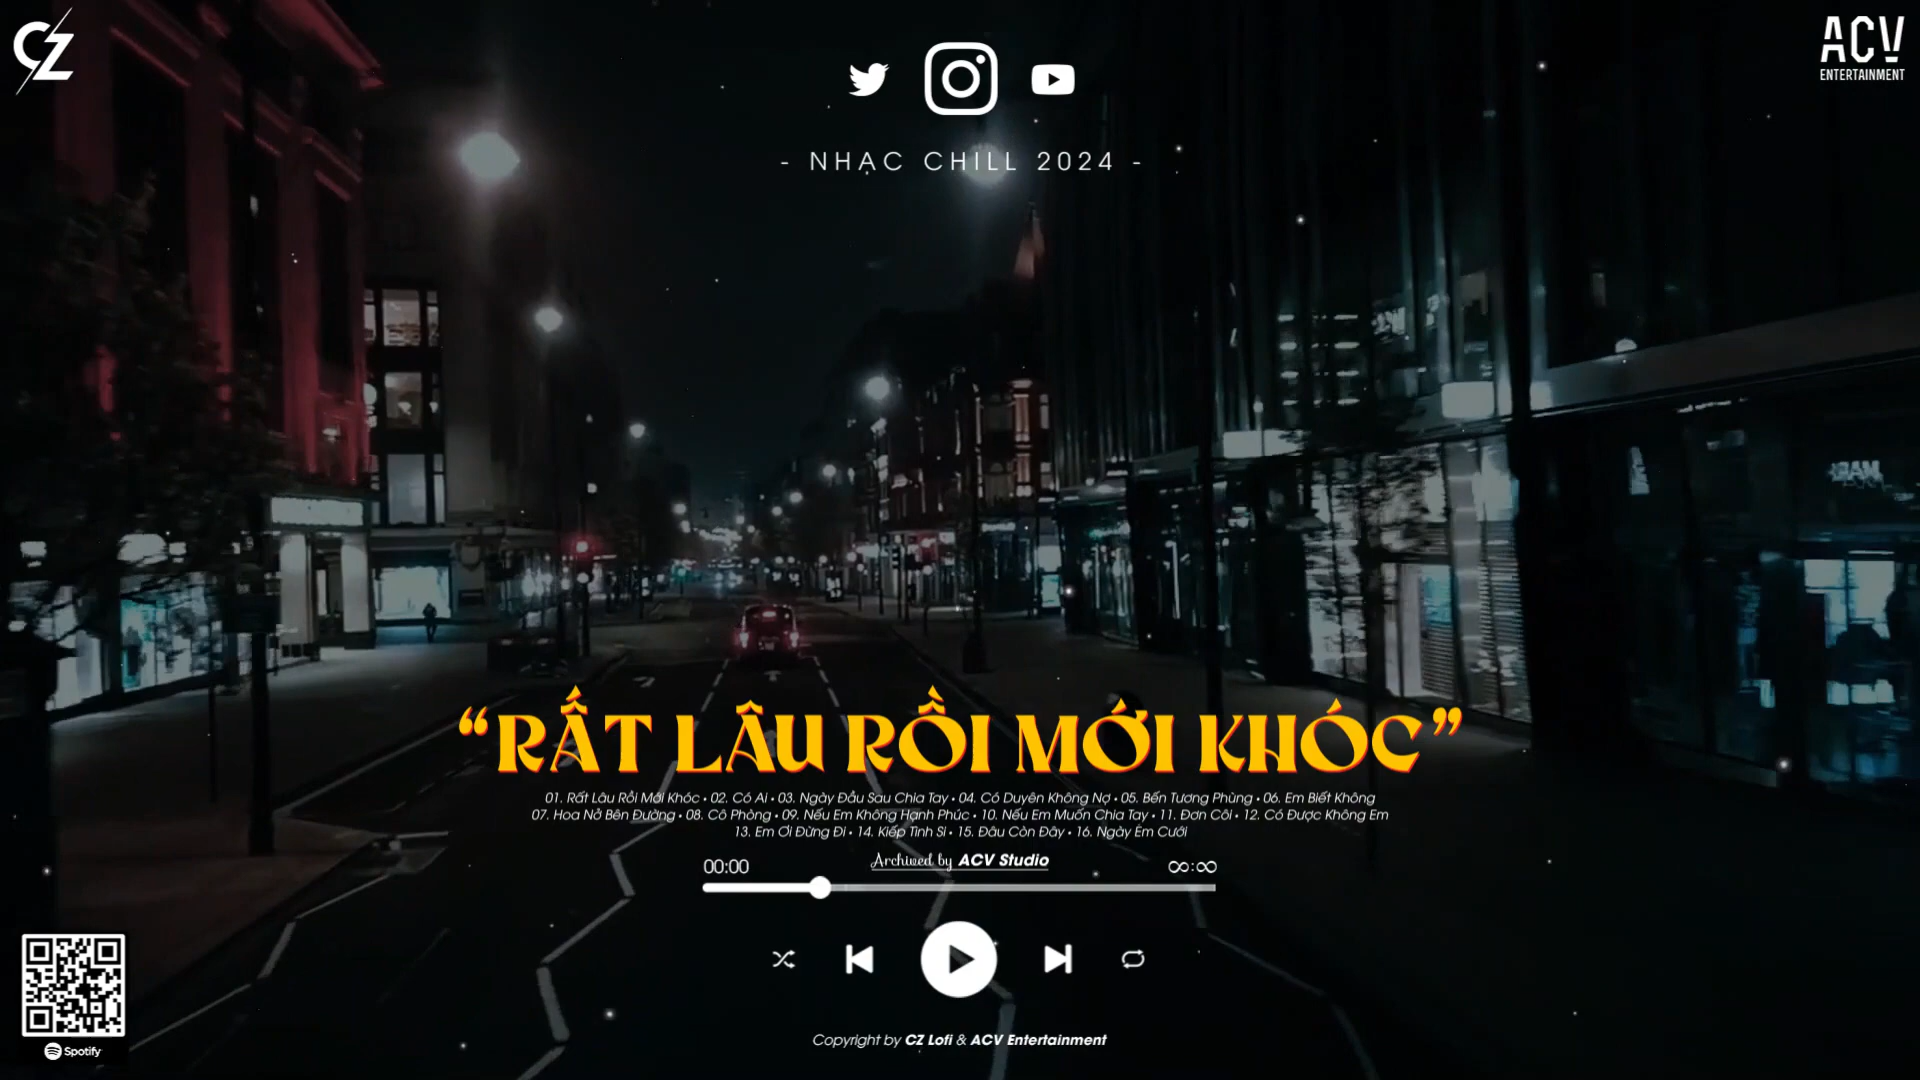 CZ
ACV
ENTERTAINMENT
- NHẠC CHILL 2024 -
“RẤT LÂU RỒI MỚI KHÓC”
01. Rất Lâu Rồi Mới Khóc • 02. Có Ai • 03. Ngày Đầu Sau Chia Tay • 04. Có Duyên Không Nợ • 05. Bến Tương Phùng • 06. Em Biết Không
07. Hoa Nở Bên Đường • 08. Cô Phòng • 09. Nếu Em Không Hạnh Phúc • 10. Nếu Em Muốn Chia Tay • 11. Đơn Côi • 12. Có Được Không Em
13. Em Ơi Đừng Đi • 14. Kiếp Tình Si • 15. Đâu Còn Đây • 16. Ngày Em Cưới
Archived by ACV Studio
00:00
∞:∞
Copyright by CZ Lofi & ACV Entertainment
Spotify